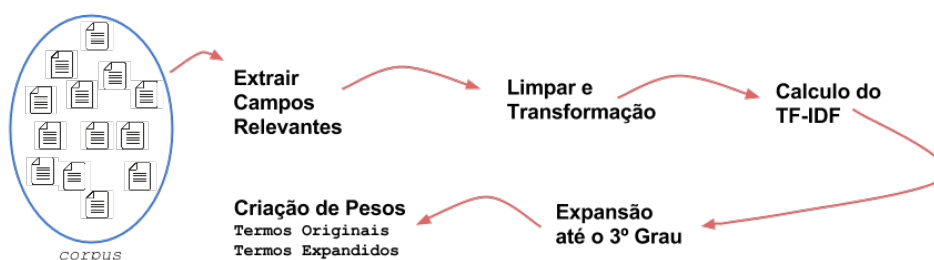 Extrair
Campos
Relevantes
Limpar e
Transformação
Calculo do
TF-IDF
Criação de Pesos
Termos Originais
Termos Expandidos
Expansão
até o 3º Grau
corpus